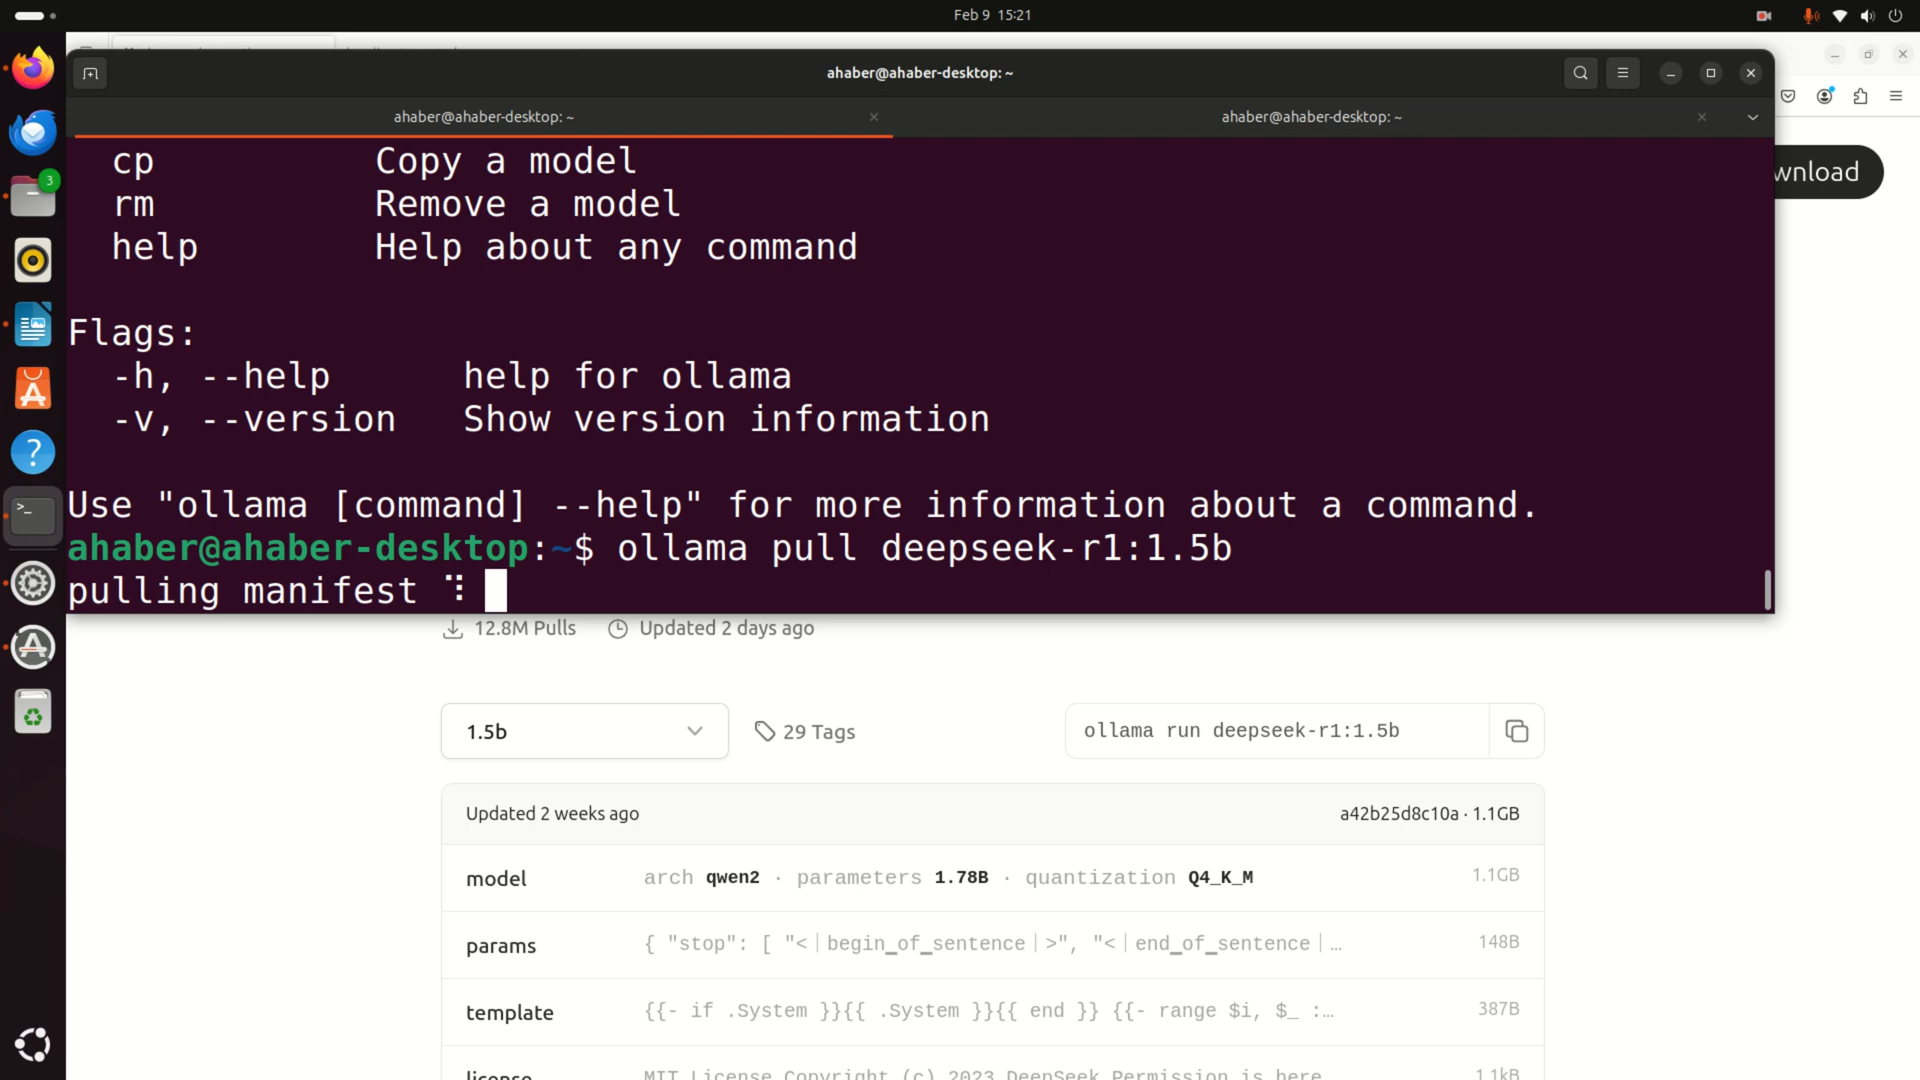 Feb 9 15:21
ahaber@ahaber-desktop: ~
ahaber@ahaber-desktop: ~
ahaber@ahaber-desktop: ~
3
wnload
cp Copy a model
rm Remove a model
help Help about any command
Flags:
-h, --help help for ollama
-v, --version Show version information
Use "ollama [command] --help" for more information about a command.
ahaber@ahaber-desktop:~$ ollama pull deepseek-r1:1.5b
pulling manifest ⠹
12.8M Pulls Updated 2 days ago
1.5b 29 Tags ollama run deepseek-r1:1.5b
Updated 2 weeks ago a42b25d8c10a · 1.1GB
model arch qwen2 · parameters 1.78B · quantization Q4_K_M 1.1GB
params { "stop": [ "<｜begin_of_sentence｜>", "<｜end_of_sentence｜… 148B
template {{- if .System }}{{ .System }}{{ end }} {{- range $i, $_ :… 387B
license MIT License Copyright (c) 2023 DeepSeek Permission is here 1.1kB